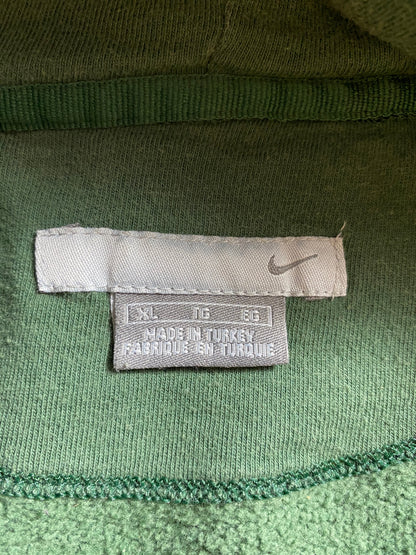 XL TG EG
MADE IN TURKEY
FABRIQUE EN TURQUIE